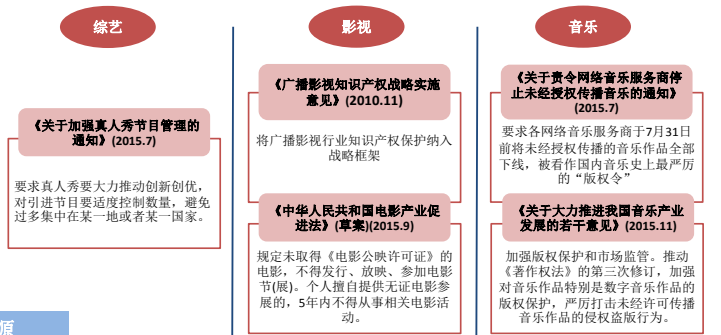 综艺
《关于加强真人秀节目管理的
通知》(2015.7)
要求真人秀要大力推动创新创优,
对引进节目要适度控制数量，避免
过多集中在某一地或者某一国家。
影视
《广播影视知识产权战略实施
意见》(2010.11)
将广播影视行业知识产权保护纳入
战略框架
《中华人民共和国电影产业促
进法》(草案)(2015.9)
规定未取得《电影公映许可证》的
电影，不得发行、放映、参加电影
节(展)。个人擅自提供无证电影参
展的，5年内不得从事相关电影活
动。
音乐
《关于责令网络音乐服务商停
止未经授权传播音乐的通知》
(2015.7)
要求各网络音乐服务商于7月31日
前将未经授权传播的音乐作品全部
下线，被看作国内音乐史上最严厉
的“版权令”
《关于大力推进我国音乐产业
发展的若干意见》(2015.11)
加强版权保护和市场监管。推动
《著作权法》的第三次修订，加强
对音乐作品特别是数字音乐作品的
版权保护，严厉打击未经许可传播
音乐作品的侵权盗版行为。